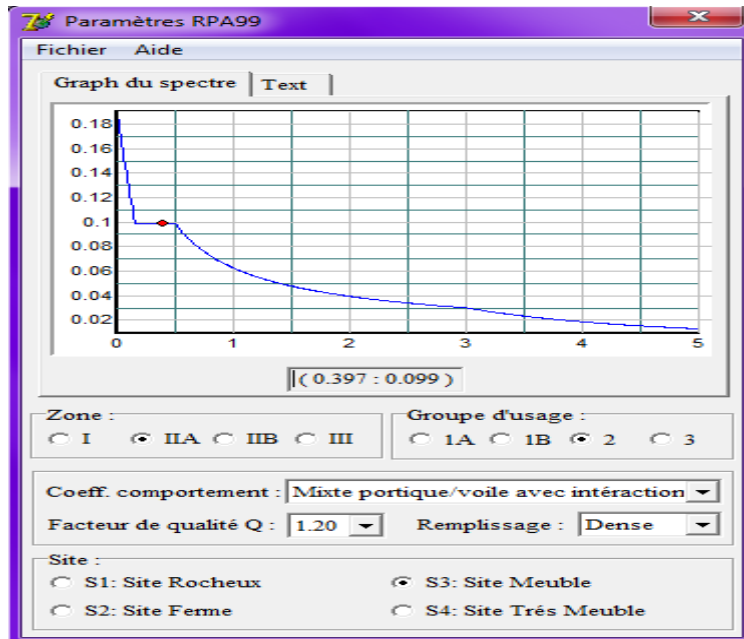 Paramètres RPA99
Fichier Aide
Graph du spectre Text
0.18
0.16
0.14
0.12
0.1
0.08
0.06
0.04
0.02
0 1 2 3 4 5
( 0.397 : 0.099 )
Zone :
I IIA IIB III
Groupe d'usage :
1A 1B 2 3
Coeff. comportement : Mixte portique/voile avec intéraction
Facteur de qualité Q : 1.20 Remplissage : Dense
Site :
S1: Site Rocheux S3: Site Meuble
S2: Site Ferme S4: Site Trés Meuble